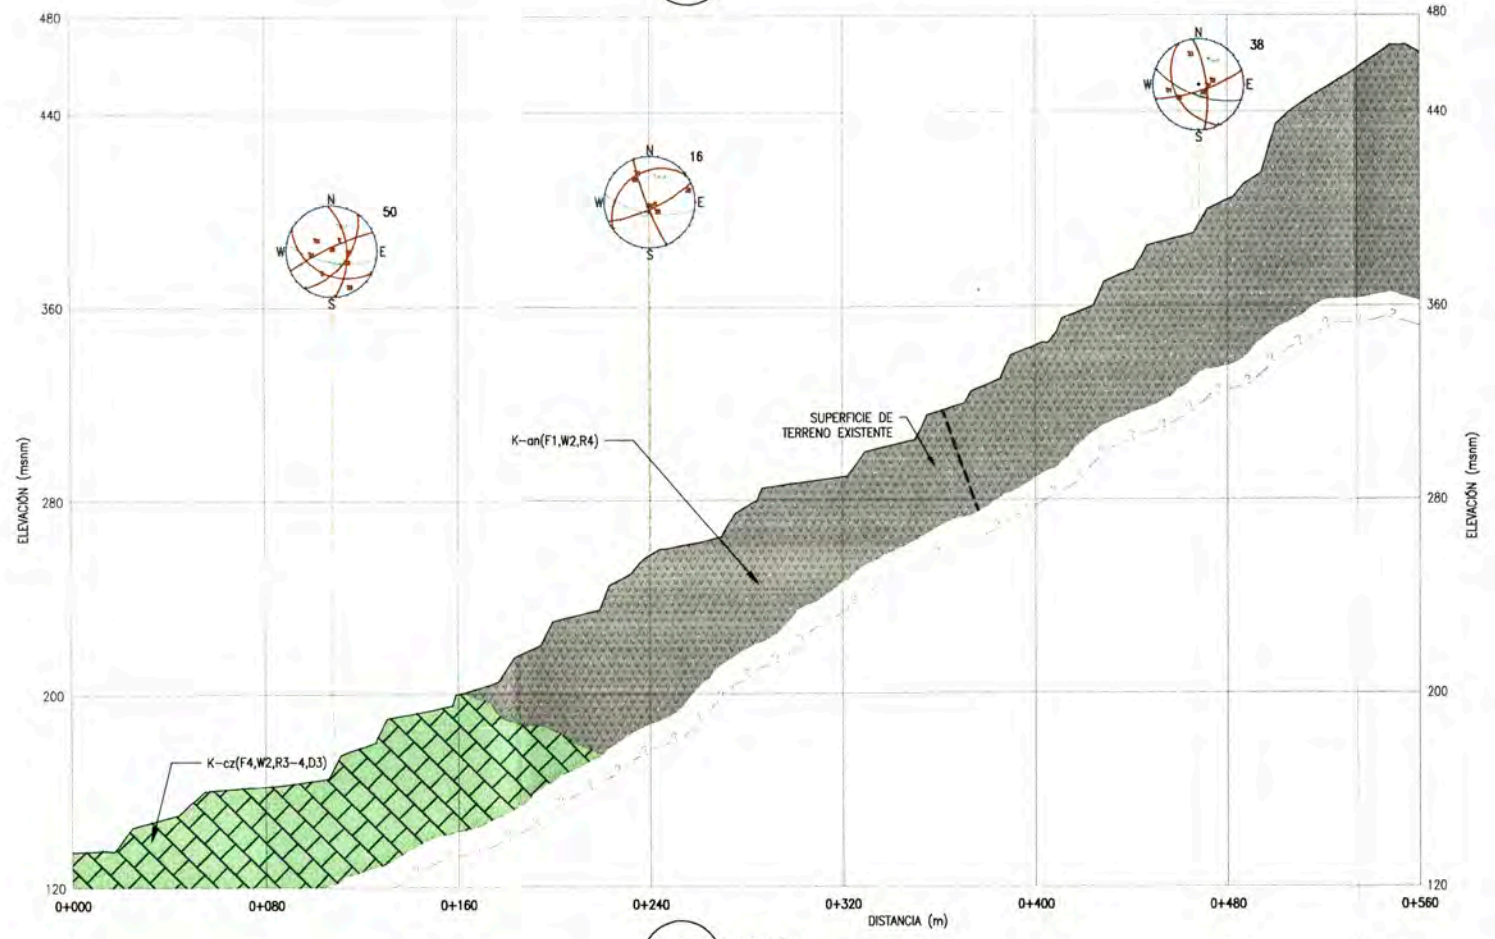 480
480
N
38
W
E
S
440
440
N
16
W
E
S
N
50
W
E
S
360
360
SUPERFICIE DE
TERRENO EXISTENTE
K-an(F1,W2,R4)
ELEVACIÓN (msnm)
ELEVACIÓN (msnm)
280
280
200
200
K-cz(F4,W2,R3-4,D3)
120
120
0+000
0+080
0+160
0+240
0+320
0+400
0+480
0+560
DISTANCIA (m)